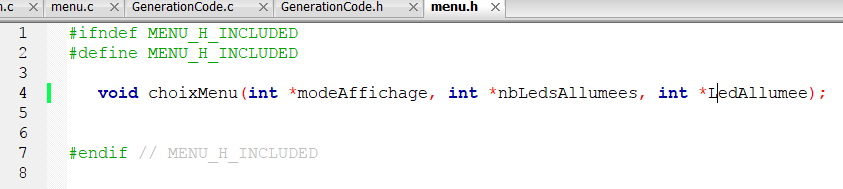 .c × menu.c × GenerationCode.c × GenerationCode.h × menu.h ×
1 #ifndef MENU_H_INCLUDED
2 #define MENU_H_INCLUDED
3
4 void choixMenu(int *modeAffichage, int *nbLedsAllumees, int *LedAllumee);
5
6
7 #endif // MENU_H_INCLUDED
8